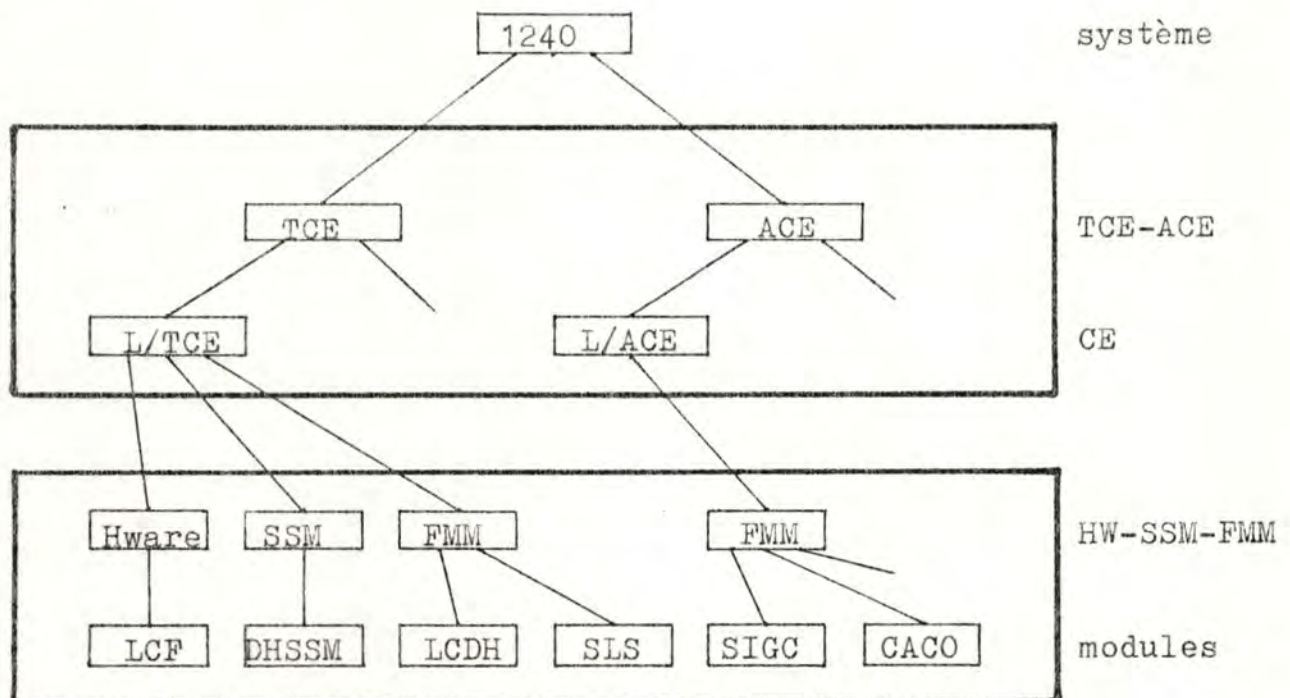 1240 système
TCE ACE TCE-ACE
L/TCE L/ACE CE
Hware SSM FMM FMM HW-SSM-FMM
LCF DHSSM LCDH SLS SIGC CACO modules